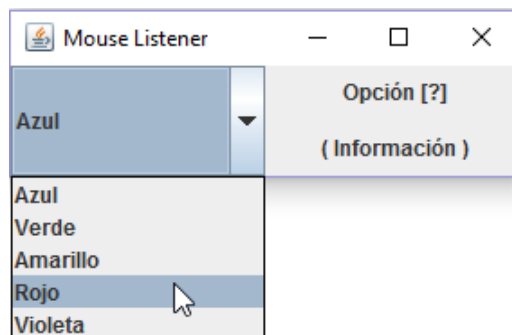 Mouse Listener
Azul
Opción [?]
( Información )
Azul
Verde
Amarillo
Rojo
Violeta